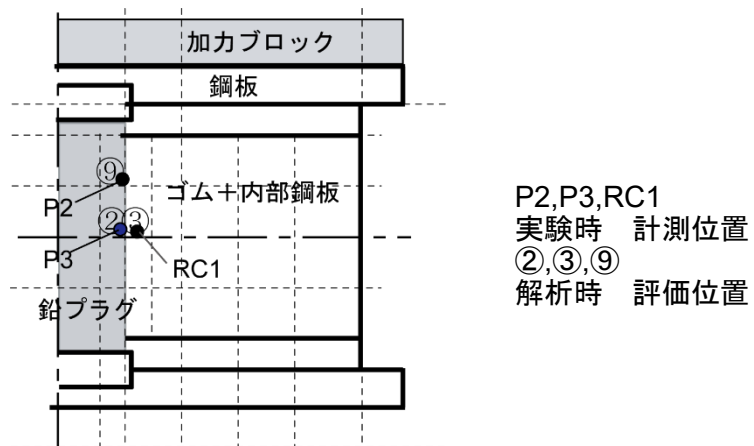 加力ブロック
鋼板
⑨
P2
ゴム＋内部鋼板
②③
P3
RC1
鉛プラグ
P2,P3,RC1
実験時　計測位置
②,③,⑨
解析時　評価位置